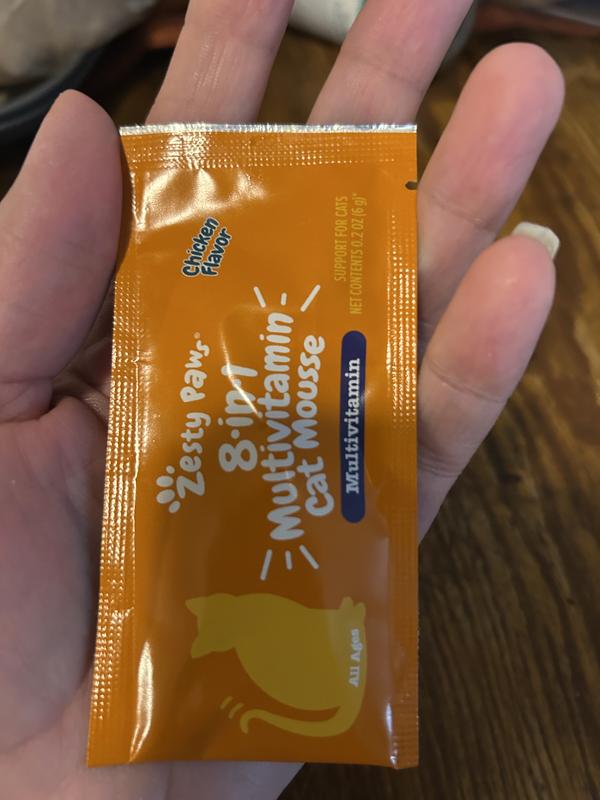 Zesty Paws®
8-in-1
Multivitamin
Cat Mousse
Multivitamin
Chicken
Flavor
SUPPORT FOR CATS
NET CONTENTS 0.2 OZ (6 g)*
All Ages